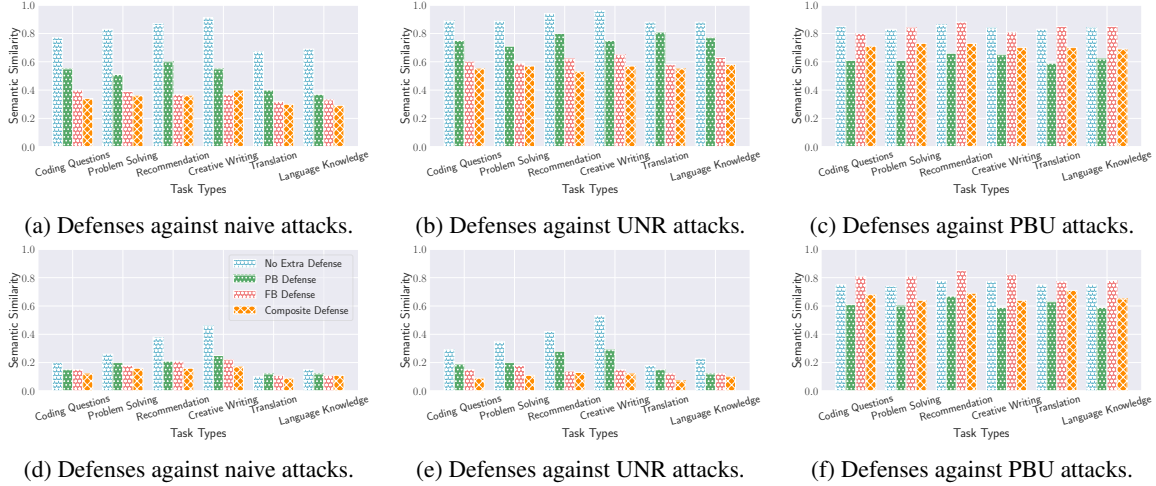 1.0 1.0 1.0
Semantic Similarity Semantic Similarity Semantic Similarity
0.8 0.8 0.8
0.6 0.6 0.6
0.4 0.4 0.4
0.2 0.2 0.2
0.0 0.0 0.0
Coding Questions Problem Solving Recommendation Creative Writing Translation Language Knowledge
Coding Questions Problem Solving Recommendation Creative Writing Translation Language Knowledge
Coding Questions Problem Solving Recommendation Creative Writing Translation Language Knowledge
Task Types Task Types Task Types
(a) Defenses against naive attacks. (b) Defenses against UNR attacks. (c) Defenses against PBU attacks.
1.0 1.0 1.0
Semantic Similarity Semantic Similarity Semantic Similarity
No Extra Defense
PB Defense
FB Defense
Composite Defense
0.8 0.8 0.8
0.6 0.6 0.6
0.4 0.4 0.4
0.2 0.2 0.2
0.0 0.0 0.0
Coding Questions Problem Solving Recommendation Creative Writing Translation Language Knowledge
Coding Questions Problem Solving Recommendation Creative Writing Translation Language Knowledge
Coding Questions Problem Solving Recommendation Creative Writing Translation Language Knowledge
Task Types Task Types Task Types
(d) Defenses against naive attacks. (e) Defenses against UNR attacks. (f) Defenses against PBU attacks.